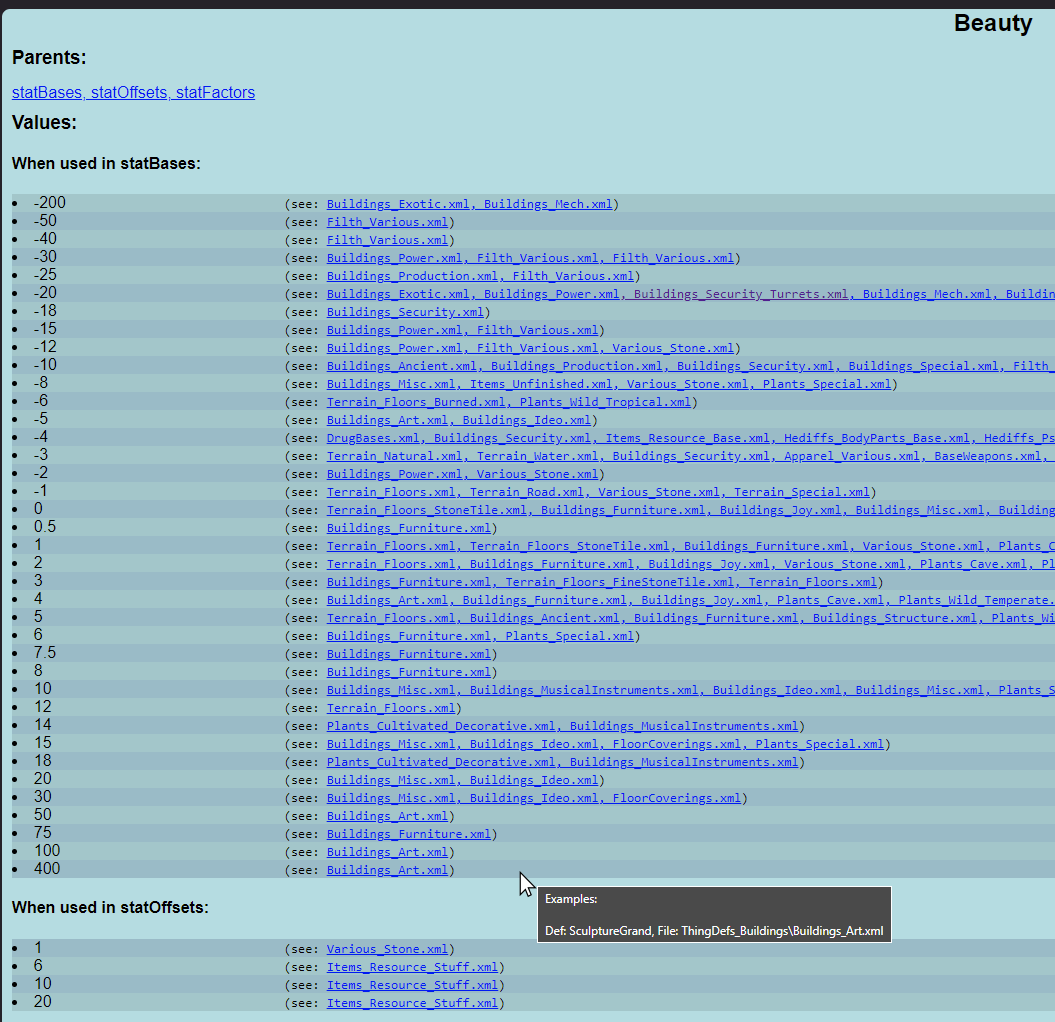 Beauty
Parents:
statBases, statOffsets, statFactors
Values:
When used in statBases:
• -200 (see: Buildings_Exotic.xml, Buildings_Mech.xml)
• -50 (see: Filth_Various.xml)
• -40 (see: Filth_Various.xml)
• -30 (see: Buildings_Power.xml, Filth_Various.xml, Filth_Various.xml)
• -25 (see: Buildings_Production.xml, Filth_Various.xml)
• -20 (see: Buildings_Exotic.xml, Buildings_Power.xml, Buildings_Security_Turrets.xml, Buildings_Mech.xml, Buildin
• -18 (see: Buildings_Security.xml)
• -15 (see: Buildings_Power.xml, Filth_Various.xml)
• -12 (see: Buildings_Power.xml, Filth_Various.xml, Various_Stone.xml)
• -10 (see: Buildings_Ancient.xml, Buildings_Production.xml, Buildings_Security.xml, Buildings_Special.xml, Filth_
• -8 (see: Buildings_Misc.xml, Items_Unfinished.xml, Various_Stone.xml, Plants_Special.xml)
• -6 (see: Terrain_Floors_Burned.xml, Plants_Wild_Tropical.xml)
• -5 (see: Buildings_Art.xml, Buildings_Ideo.xml)
• -4 (see: DrugBases.xml, Buildings_Security.xml, Items_Resource_Base.xml, Hediffs_BodyParts_Base.xml, Hediffs_Ps
• -3 (see: Terrain_Natural.xml, Terrain_Water.xml, Buildings_Security.xml, Apparel_Various.xml, BaseWeapons.xml,
• -2 (see: Buildings_Power.xml, Various_Stone.xml)
• -1 (see: Terrain_Floors.xml, Terrain_Road.xml, Various_Stone.xml, Terrain_Special.xml)
• 0 (see: Terrain_Floors_StoneTile.xml, Buildings_Furniture.xml, Buildings_Joy.xml, Buildings_Misc.xml, Building
• 0.5 (see: Buildings_Furniture.xml)
• 1 (see: Terrain_Floors.xml, Terrain_Floors_StoneTile.xml, Buildings_Furniture.xml, Various_Stone.xml, Plants_C
• 2 (see: Terrain_Floors.xml, Buildings_Furniture.xml, Buildings_Joy.xml, Various_Stone.xml, Plants_Cave.xml, Pl
• 3 (see: Buildings_Furniture.xml, Terrain_Floors_FineStoneTile.xml, Terrain_Floors.xml)
• 4 (see: Buildings_Art.xml, Buildings_Furniture.xml, Buildings_Joy.xml, Plants_Cave.xml, Plants_Wild_Temperate.
• 5 (see: Terrain_Floors.xml, Buildings_Ancient.xml, Buildings_Furniture.xml, Buildings_Structure.xml, Plants_Wi
• 6 (see: Buildings_Furniture.xml, Plants_Special.xml)
• 7.5 (see: Buildings_Furniture.xml)
• 8 (see: Buildings_Furniture.xml)
• 10 (see: Buildings_Misc.xml, Buildings_MusicalInstruments.xml, Buildings_Ideo.xml, Buildings_Misc.xml, Plants_S
• 12 (see: Terrain_Floors.xml)
• 14 (see: Plants_Cultivated_Decorative.xml, Buildings_MusicalInstruments.xml)
• 15 (see: Buildings_Misc.xml, Buildings_Ideo.xml, FloorCoverings.xml, Plants_Special.xml)
• 18 (see: Plants_Cultivated_Decorative.xml, Buildings_MusicalInstruments.xml)
• 20 (see: Buildings_Misc.xml, Buildings_Ideo.xml)
• 30 (see: Buildings_Misc.xml, Buildings_Ideo.xml, FloorCoverings.xml)
• 50 (see: Buildings_Art.xml)
• 75 (see: Buildings_Furniture.xml)
• 100 (see: Buildings_Art.xml)
• 400 (see: Buildings_Art.xml)
Examples:
Def: SculptureGrand, File: ThingDefs_Buildings\Buildings_Art.xml
When used in statOffsets:
• 1 (see: Various_Stone.xml)
• 6 (see: Items_Resource_Stuff.xml)
• 10 (see: Items_Resource_Stuff.xml)
• 20 (see: Items_Resource_Stuff.xml)